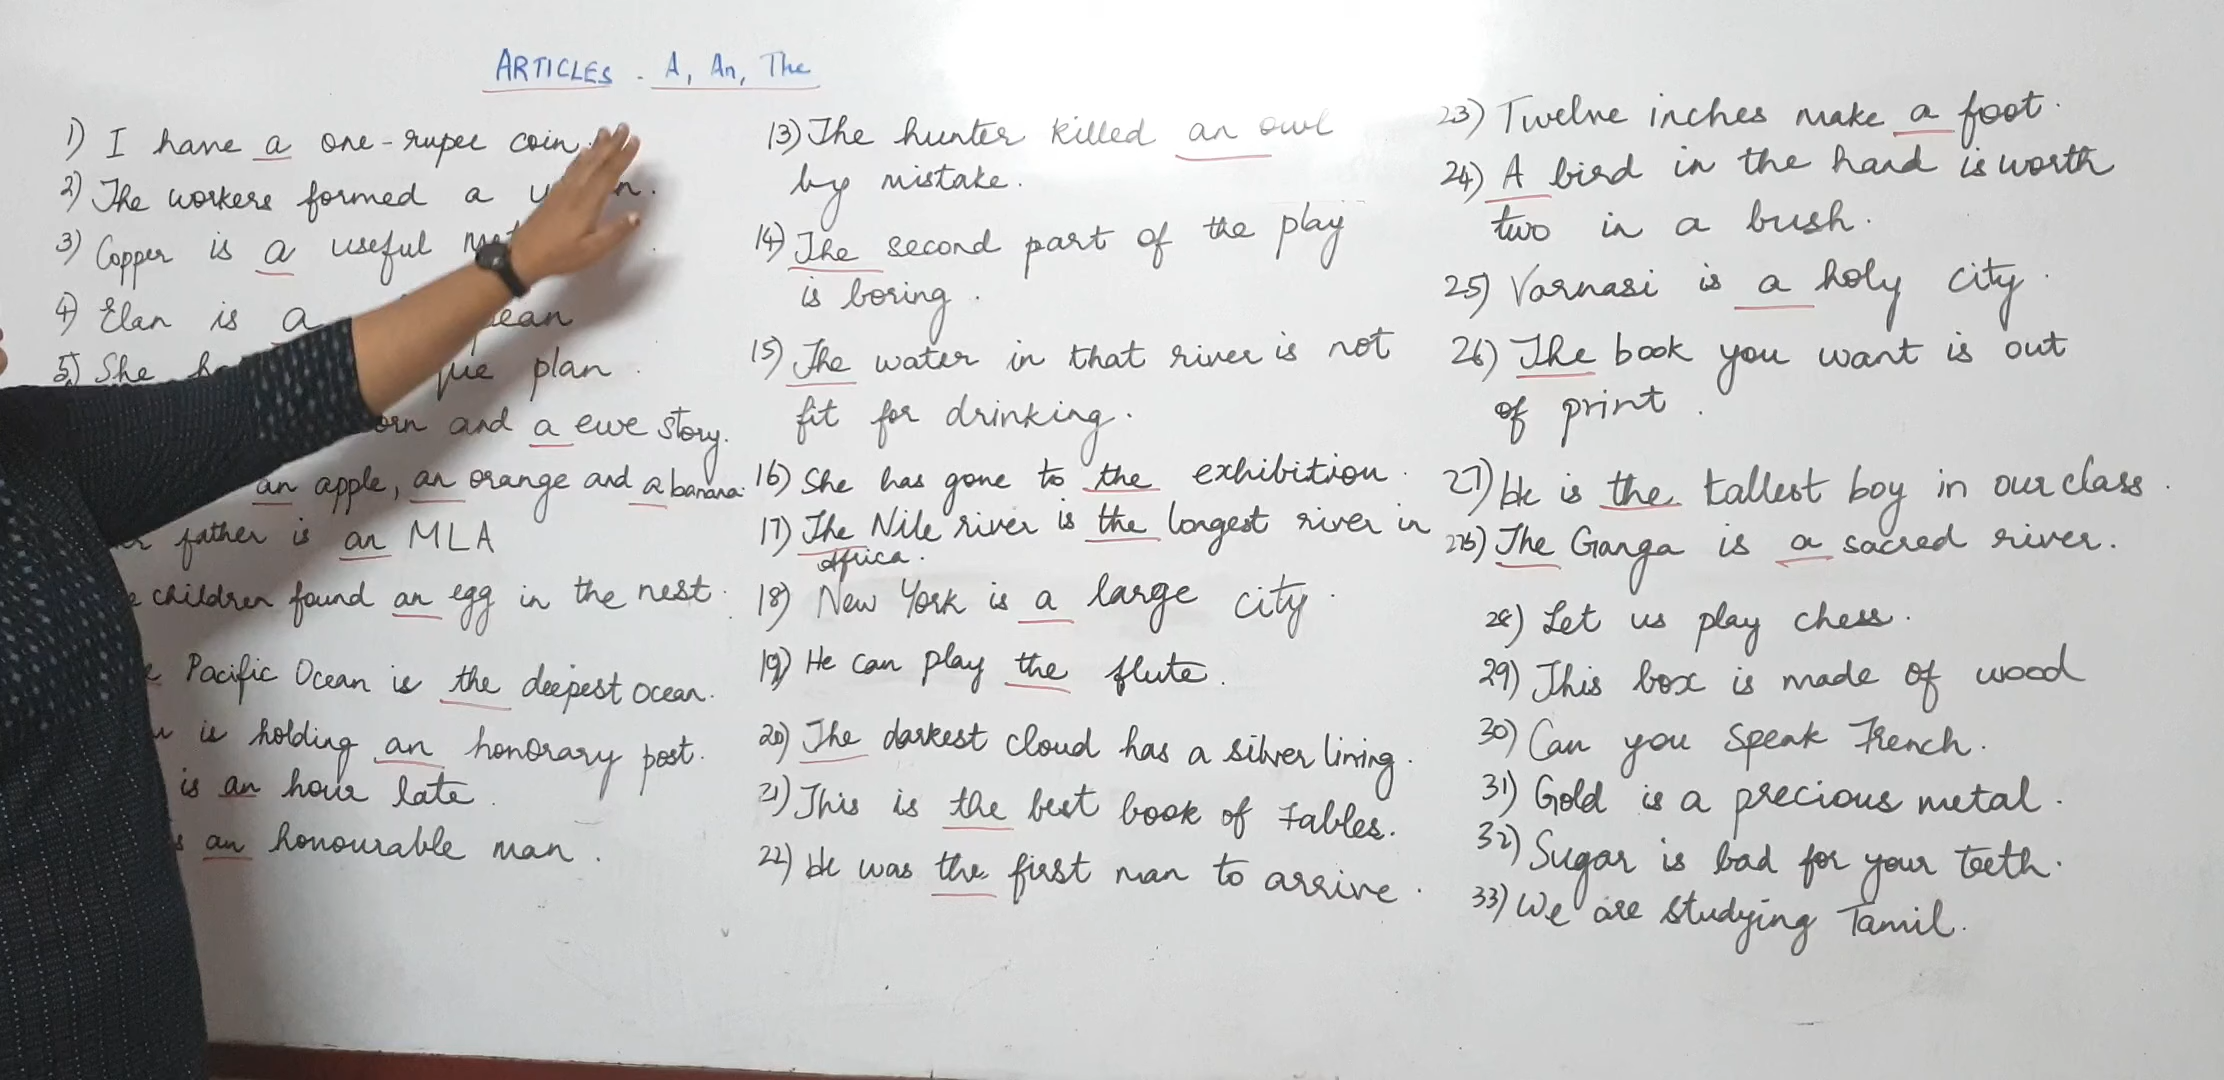 ARTICLES - A, An, The
1) I have a one-rupee coin.
2) The workers formed a
3) Copper is a useful
4) Elan is a
5) She plan.
and a ewe story.
an apple, an orange and a banana.
father is an MLA
children found an egg in the nest.
Pacific Ocean is the deepest ocean.
is holding an honorary post.
is an hour late.
an honourable man.
13) The hunter killed an owl
by mistake.
14) The second part of the play
is boring.
15) The water in that river is not
fit for drinking.
16) She has gone to the exhibition.
17) The Nile river is the longest river in
Africa.
18) New York is a large city.
19) He can play the flute.
20) The darkest cloud has a silver lining.
21) This is the best book of Fables.
22) He was the first man to arrive.
23) Twelve inches make a foot.
24) A bird in the hand is worth
two in a bush.
25) Varnasi is a holy city.
26) The book you want is out
of print.
27) He is the tallest boy in our class.
The Ganga is a sacred river.
28) Let us play chess.
29) This box is made of wood
30) Can you speak French.
31) Gold is a precious metal.
32) Sugar is bad for your teeth.
33) We are studying Tamil.